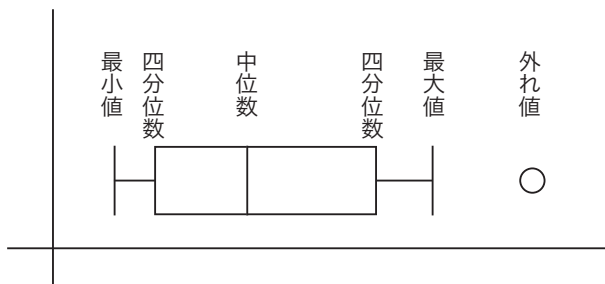 最小値
四分位数
中位数
四分位数
最大値
外れ値